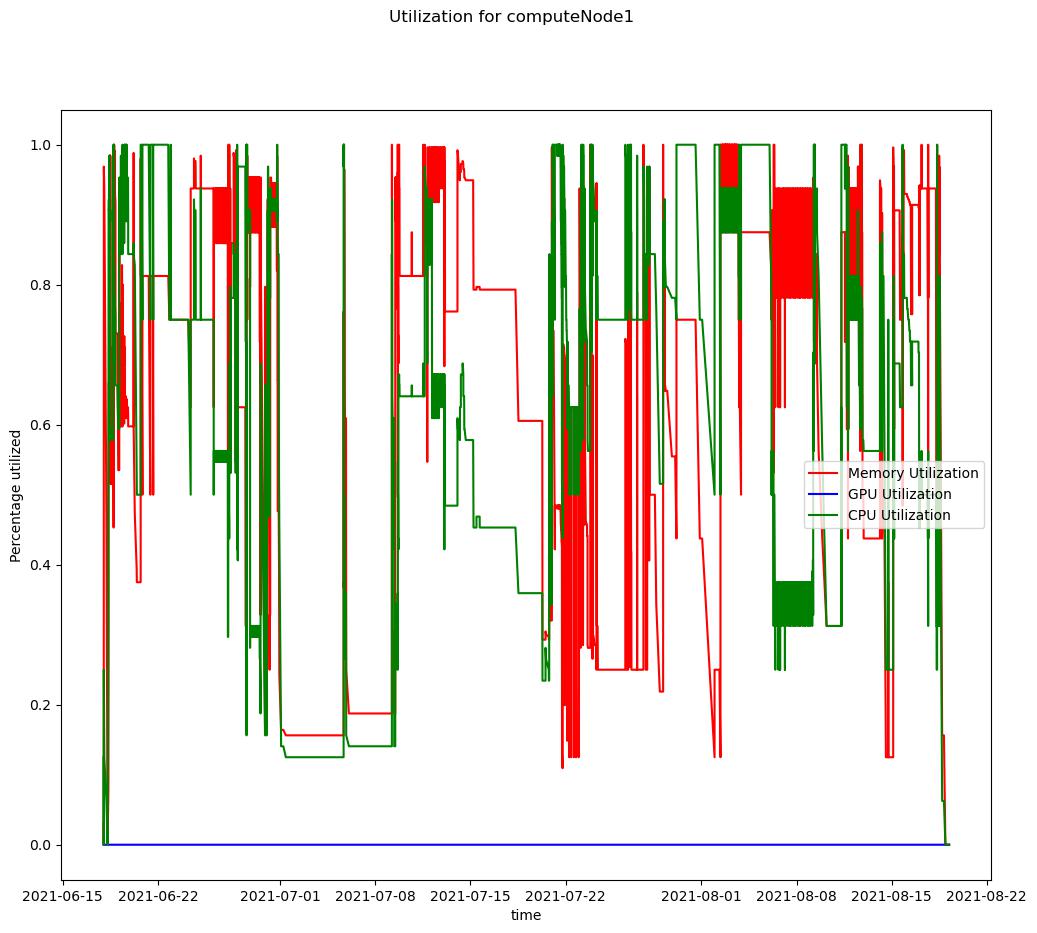 Utilization for computeNode1
1.0
0.8
0.6
0.4
0.2
0.0
Percentage utilized
Memory Utilization
GPU Utilization
CPU Utilization
2021-06-15 2021-06-22 2021-07-01 2021-07-08 2021-07-15 2021-07-22 2021-08-01 2021-08-08 2021-08-15 2021-08-22
time